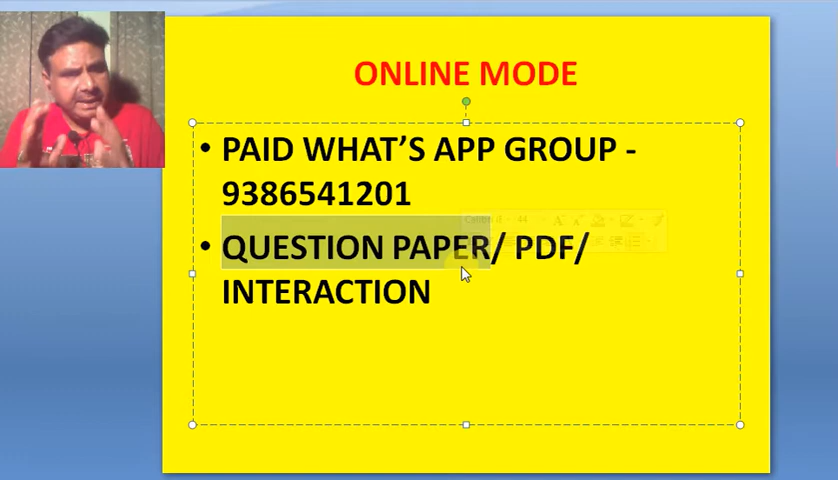 ONLINE MODE
• PAID WHAT'S APP GROUP -
9386541201
• QUESTION PAPER/ PDF/
INTERACTION